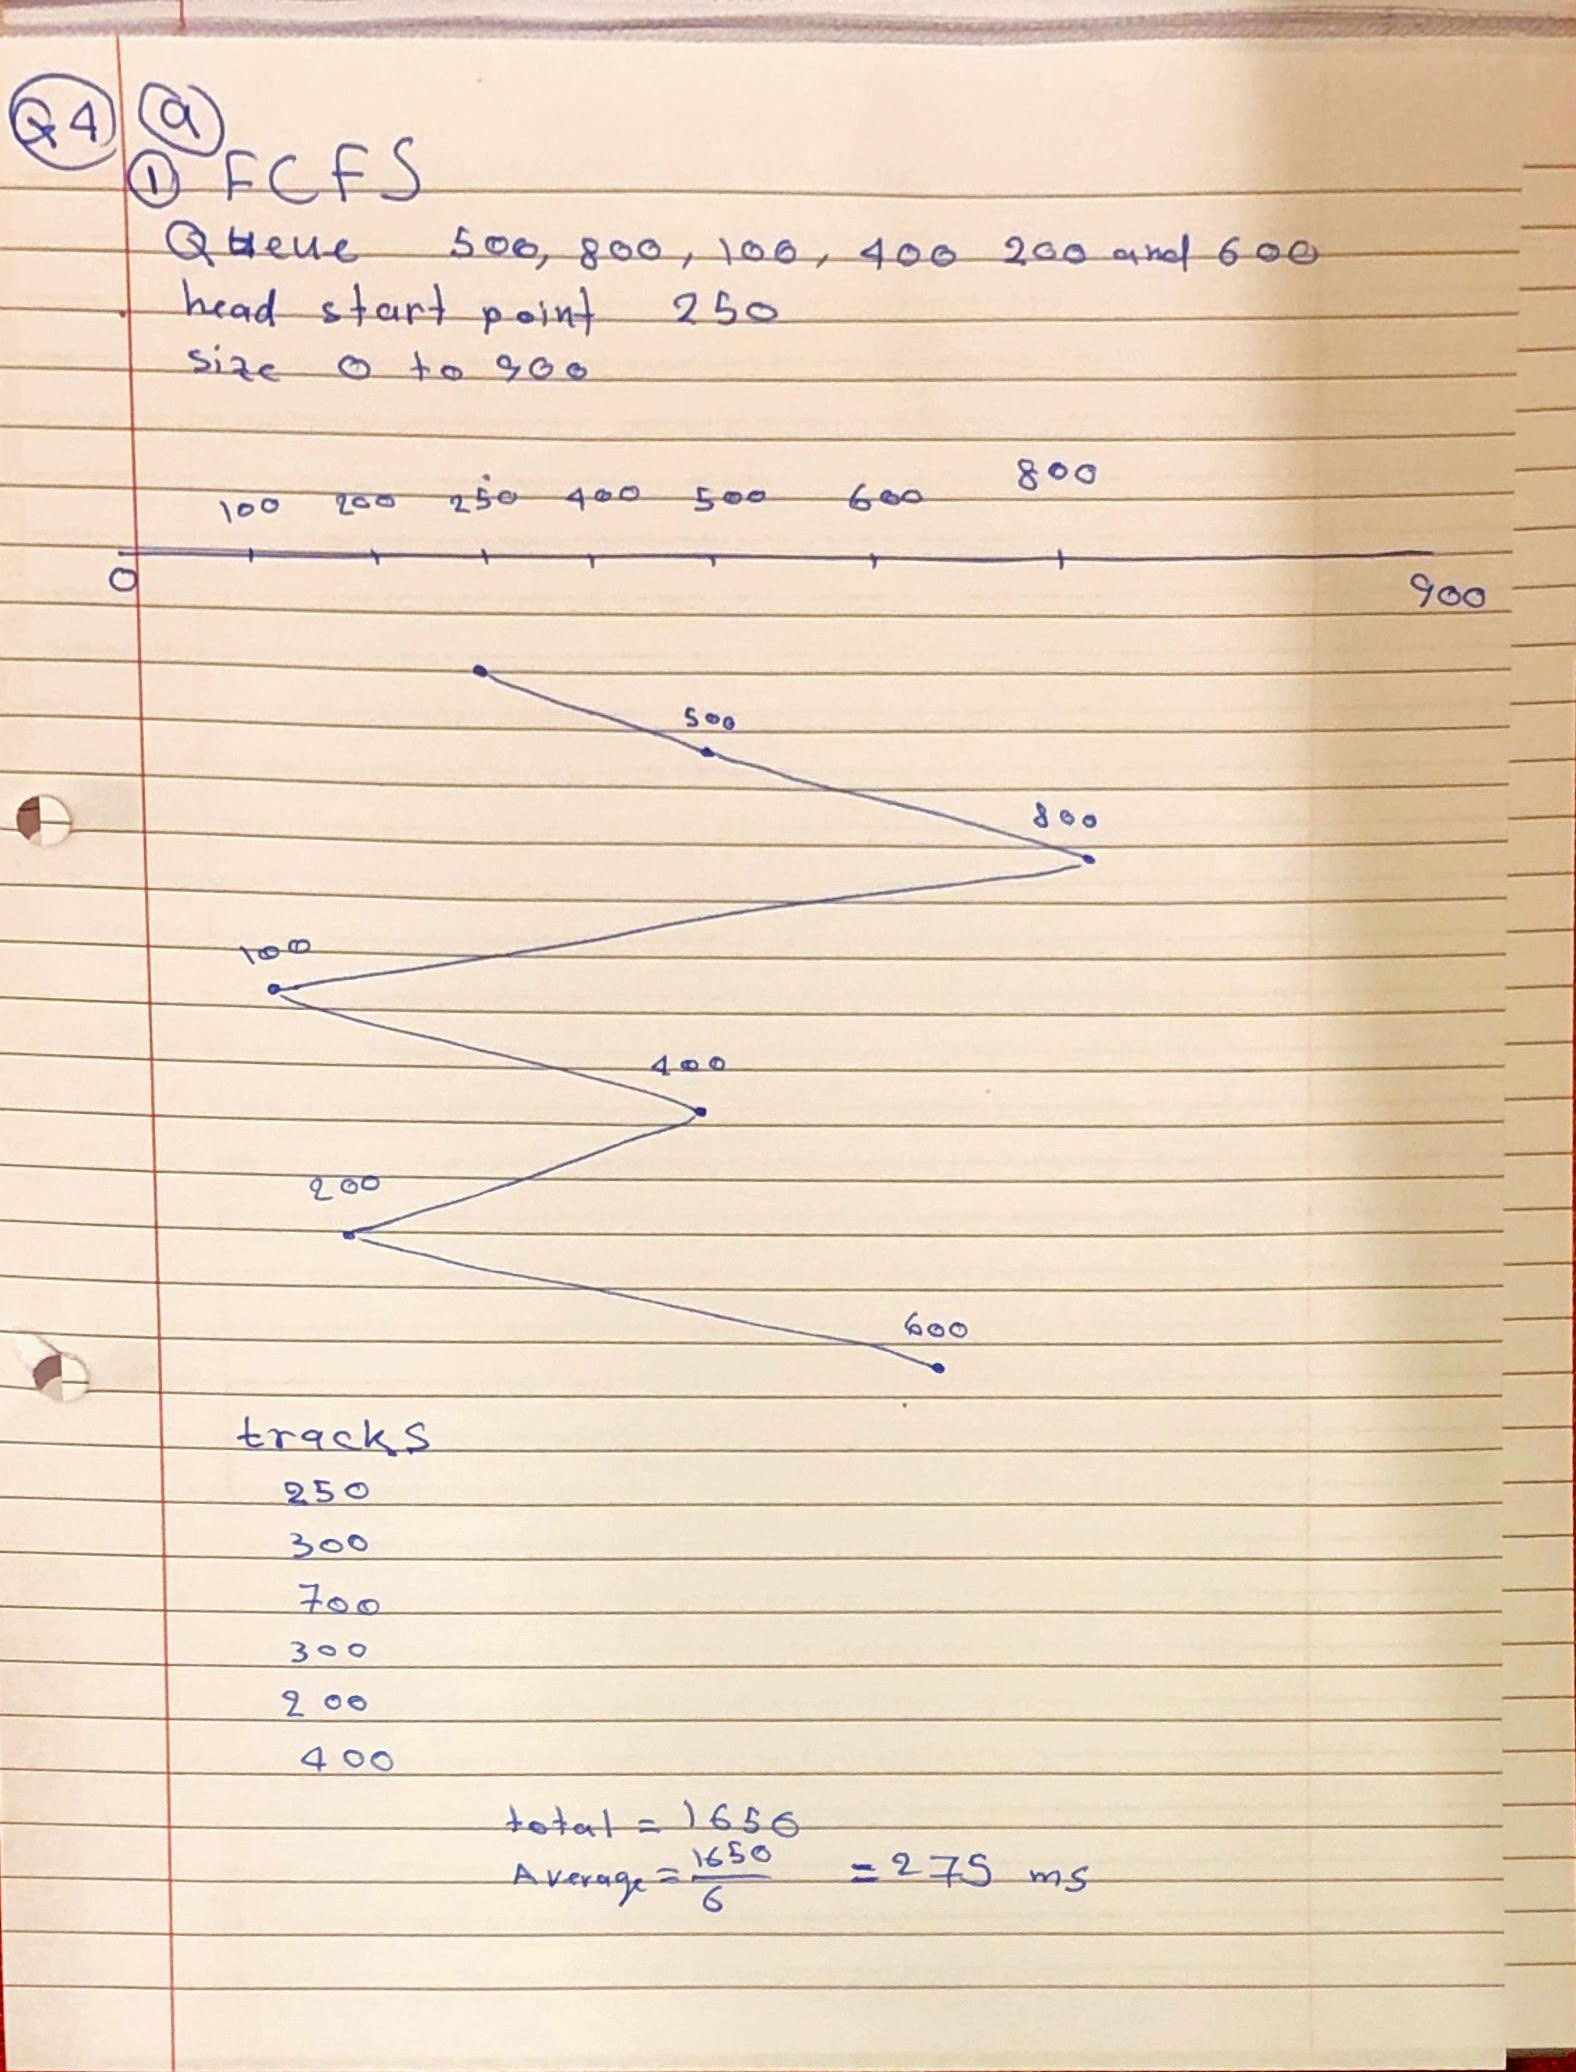 Q4 a
1 FCFS
Queue 500, 800, 100, 400 200 and 600
head start point 250
size 0 to 900
100 200 250 400 500 600 800
0 900
500
800
100
400
200
600
tracks
250
300
700
300
200
400
total = 1650
Average = 1650/6 = 275 ms